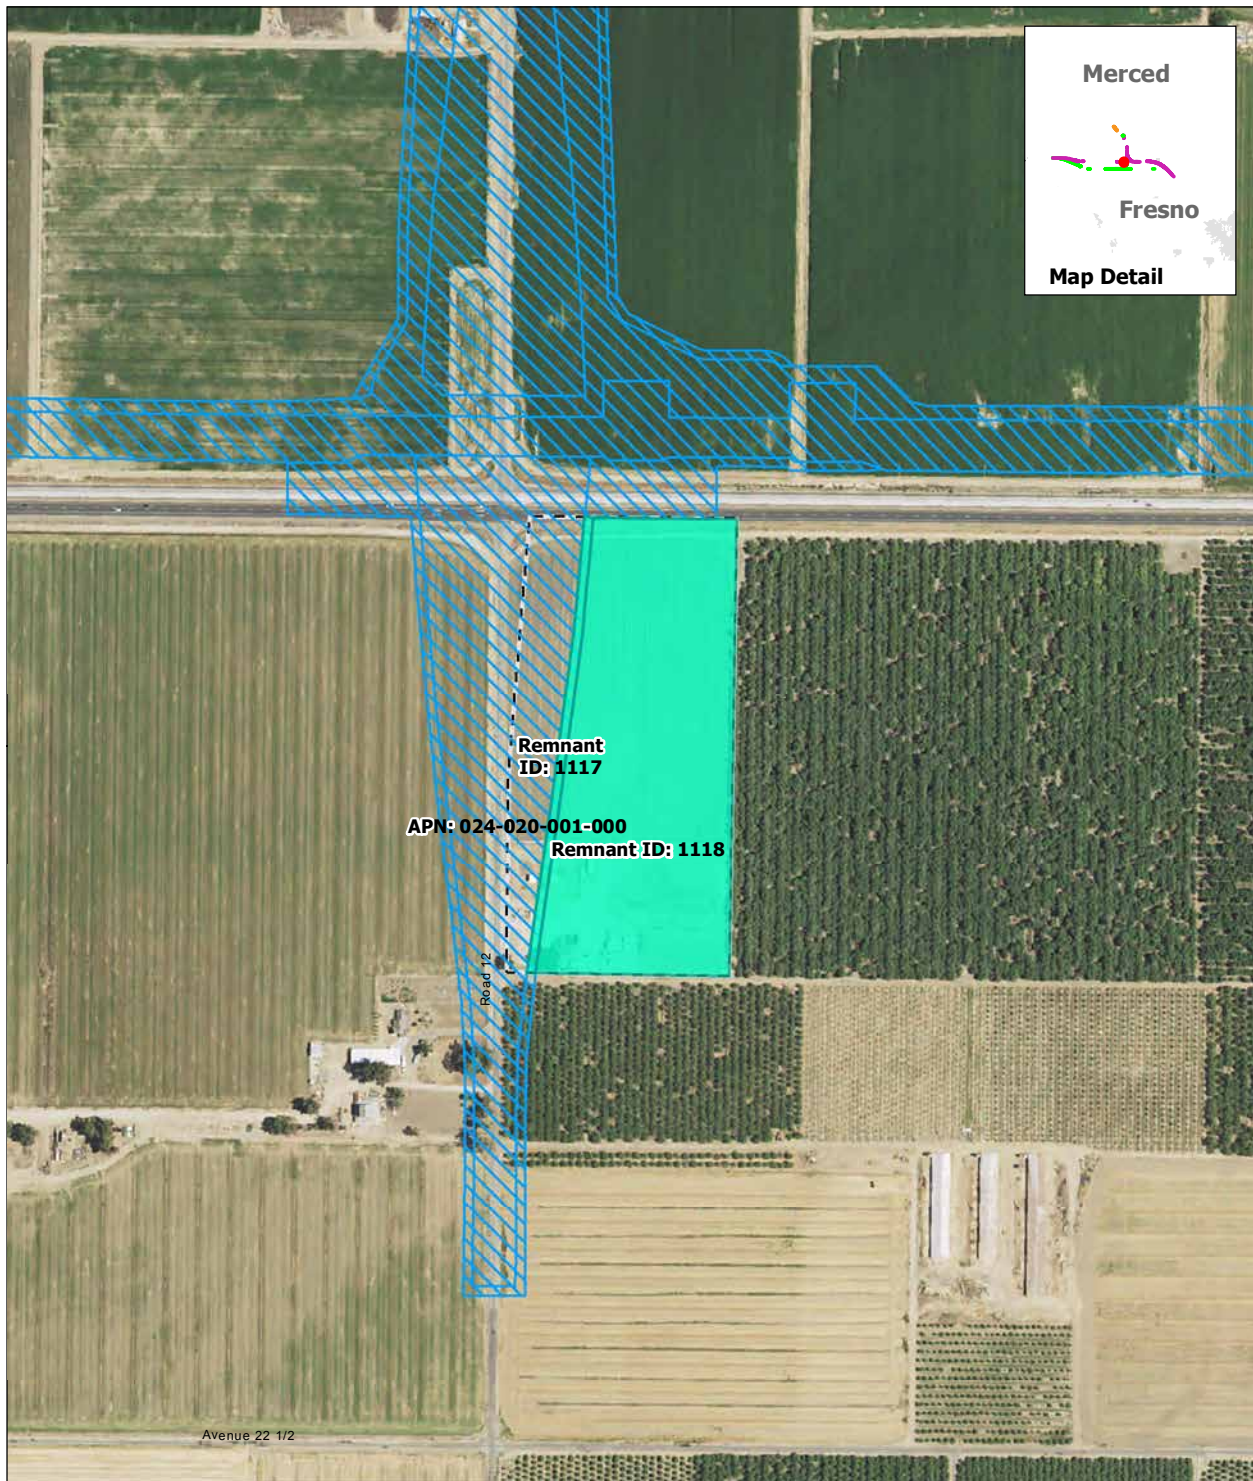 Merced
Fresno
Map Detail
Remnant
ID: 1117
APN: 024-020-001-000
Remnant ID: 1118
Road 12
Avenue 22 1/2